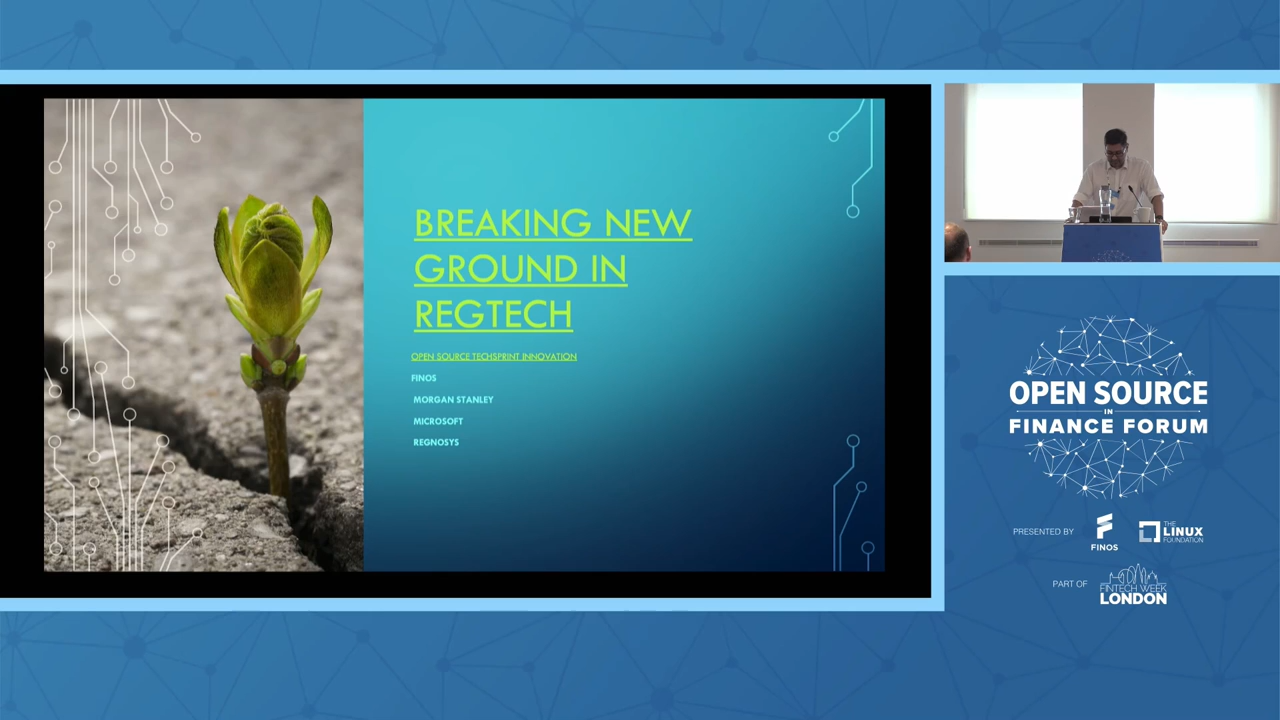 BREAKING NEW
GROUND IN
REGTECH
OPEN SOURCE TECHSPRINT INNOVATION
FINOS
MORGAN STANLEY
MICROSOFT
REGNOSYS
OPEN SOURCE
IN
FINANCE FORUM
PRESENTED BY
FINOS
THE
LINUX
FOUNDATION
PART OF
FINTECH WEEK
LONDON